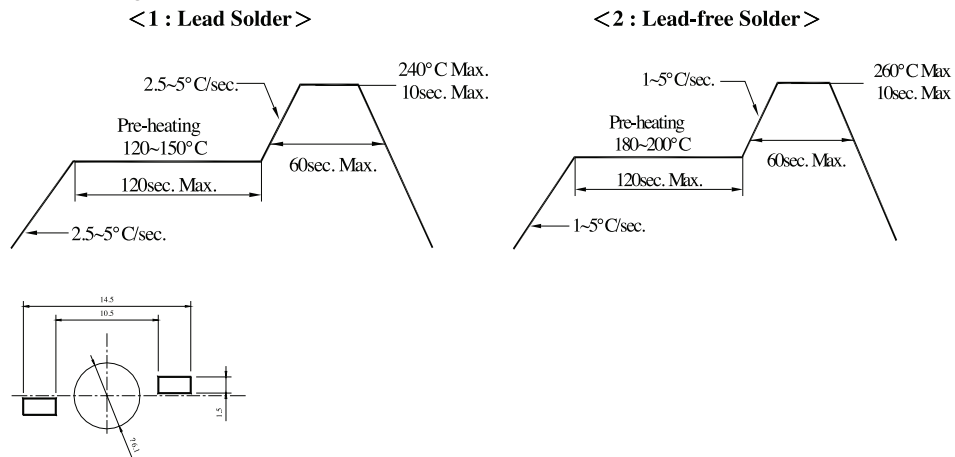 <1 : Lead Solder>
2.5~5°C/sec.
240°C Max.
10sec. Max.
Pre-heating
120~150°C
60sec. Max.
120sec. Max.
2.5~5°C/sec.
<2 : Lead-free Solder>
1~5°C/sec.
260°C Max
10sec. Max
Pre-heating
180~200°C
60sec. Max.
120sec. Max.
1~5°C/sec.
14.5
10.5
1.5
?6.1